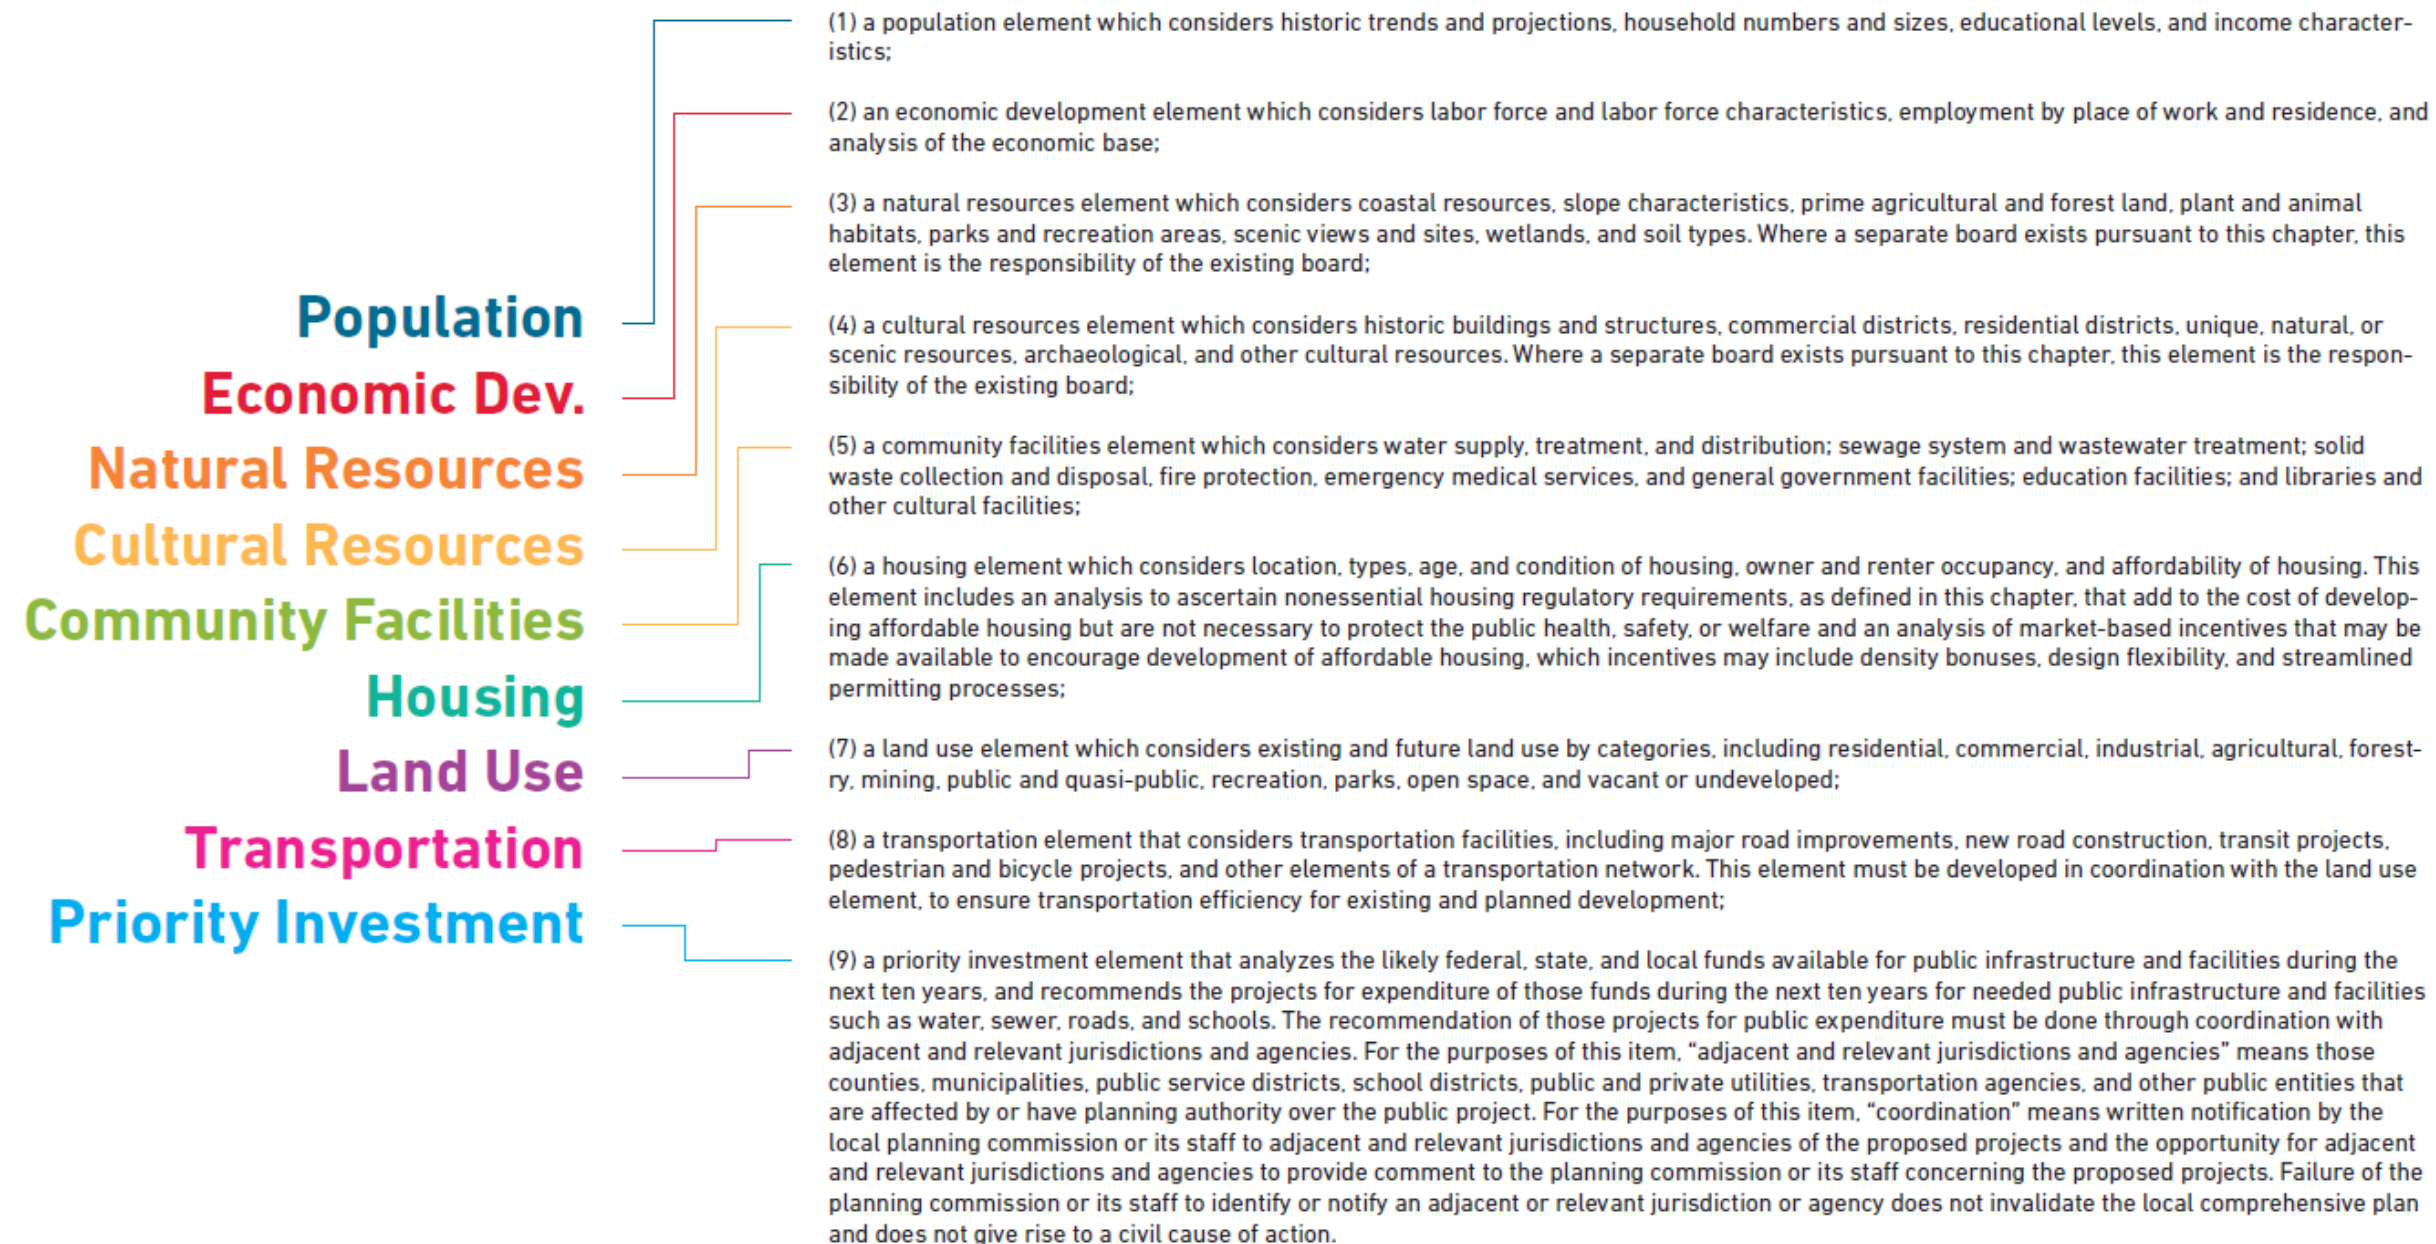 Population
Economic Dev.
Natural Resources
Cultural Resources
Community Facilities
Housing
Land Use
Transportation
Priority Investment
(1) a population element which considers historic trends and projections, household numbers and sizes, educational levels, and income character-
istics;
(2) an economic development element which considers labor force and labor force characteristics, employment by place of work and residence, and
analysis of the economic base;
(3) a natural resources element which considers coastal resources, slope characteristics, prime agricultural and forest land, plant and animal
habitats, parks and recreation areas, scenic views and sites, wetlands, and soil types. Where a separate board exists pursuant to this chapter, this
element is the responsibility of the existing board;
(4) a cultural resources element which considers historic buildings and structures, commercial districts, residential districts, unique, natural, or
scenic resources, archaeological, and other cultural resources. Where a separate board exists pursuant to this chapter, this element is the respon-
sibility of the existing board;
(5) a community facilities element which considers water supply, treatment, and distribution; sewage system and wastewater treatment; solid
waste collection and disposal, fire protection, emergency medical services, and general government facilities; education facilities; and libraries and
other cultural facilities;
(6) a housing element which considers location, types, age, and condition of housing, owner and renter occupancy, and affordability of housing. This
element includes an analysis to ascertain nonessential housing regulatory requirements, as defined in this chapter, that add to the cost of develop-
ing affordable housing but are not necessary to protect the public health, safety, or welfare and an analysis of market-based incentives that may be
made available to encourage development of affordable housing, which incentives may include density bonuses, design flexibility, and streamlined
permitting processes;
(7) a land use element which considers existing and future land use by categories, including residential, commercial, industrial, agricultural, forest-
ry, mining, public and quasi-public, recreation, parks, open space, and vacant or undeveloped;
(8) a transportation element that considers transportation facilities, including major road improvements, new road construction, transit projects,
pedestrian and bicycle projects, and other elements of a transportation network. This element must be developed in coordination with the land use
element, to ensure transportation efficiency for existing and planned development;
(9) a priority investment element that analyzes the likely federal, state, and local funds available for public infrastructure and facilities during the
next ten years, and recommends the projects for expenditure of those funds during the next ten years for needed public infrastructure and facilities
such as water, sewer, roads, and schools. The recommendation of those projects for public expenditure must be done through coordination with
adjacent and relevant jurisdictions and agencies. For the purposes of this item, “adjacent and relevant jurisdictions and agencies” means those
counties, municipalities, public service districts, school districts, public and private utilities, transportation agencies, and other public entities that
are affected by or have planning authority over the public project. For the purposes of this item, “coordination” means written notification by the
local planning commission or its staff to adjacent and relevant jurisdictions and agencies of the proposed projects and the opportunity for adjacent
and relevant jurisdictions and agencies to provide comment to the planning commission or its staff concerning the proposed projects. Failure of the
planning commission or its staff to identify or notify an adjacent or relevant jurisdiction or agency does not invalidate the local comprehensive plan
and does not give rise to a civil cause of action.